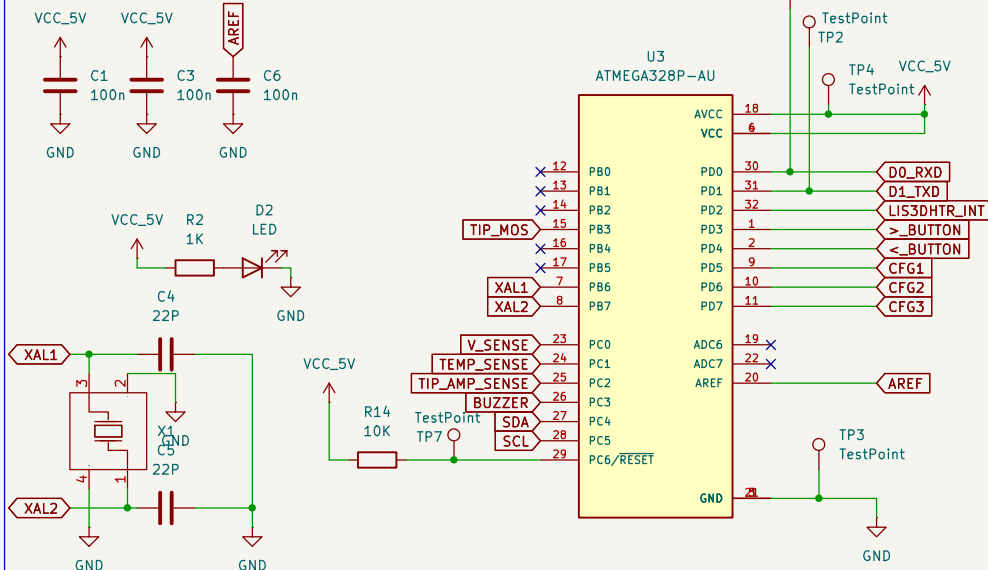 VCC_5V
VCC_5V
AREF
C1
100n
C3
100n
C6
100n
GND
GND
GND
VCC_5V
R2
1K
D2
LED
GND
C4
22P
XAL1
3
2
X1
GND
C5
22P
4
1
XAL2
GND
GND
VCC_5V
R14
10K
TestPoint
TP7
U3
ATMEGA328P-AU
12 PB0
13 PB1
14 PB2
TIP_MOS 15 PB3
16 PB4
17 PB5
XAL1 7 PB6
XAL2 8 PB7
V_SENSE 23 PC0
TEMP_SENSE 24 PC1
TIP_AMP_SENSE 25 PC2
BUZZER 26 PC3
SDA 27 PC4
SCL 28 PC5
29 PC6/RESET
AVCC 18
VCC
PD0 30 D0_RXD
PD1 31 D1_TXD
PD2 32 LIS3DHTR_INT
PD3 1 >_BUTTON
PD4 2 <_BUTTON
PD5 9 CFG1
PD6 10 CFG2
PD7 11 CFG3
ADC6 19
ADC7 22
AREF 20 AREF
GND
TestPoint
TP2
TP4
TestPoint
VCC_5V
TP3
TestPoint
GND